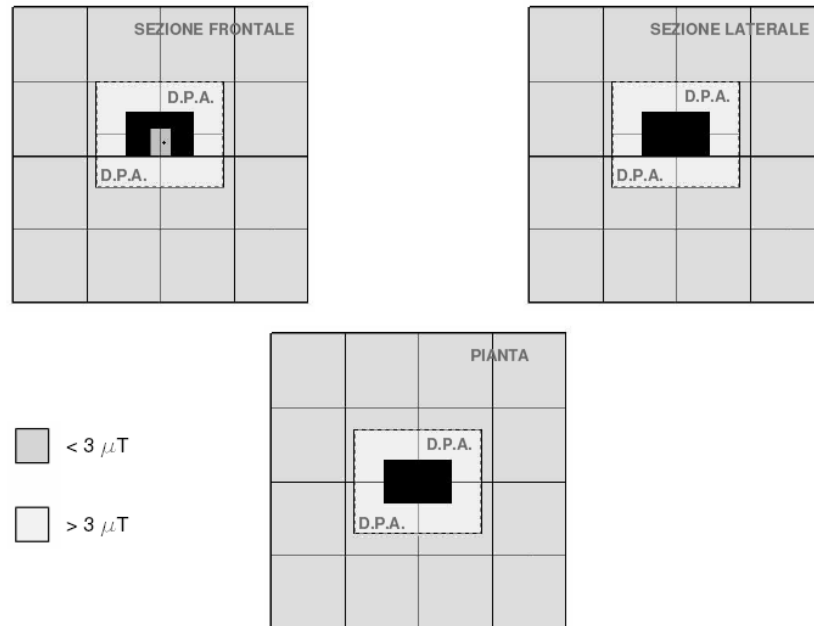 SEZIONE FRONTALE
D.P.A.
D.P.A.
SEZIONE LATERALE
D.P.A.
D.P.A.
PIANTA
D.P.A.
D.P.A.
< 3 μT
> 3 μT